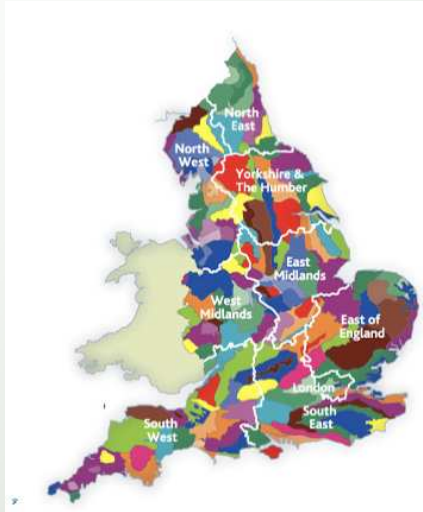 North
East
North
West
Yorkshire &
The Humber
East
Midlands
West
Midlands
East of
England
London
South
East
South
West